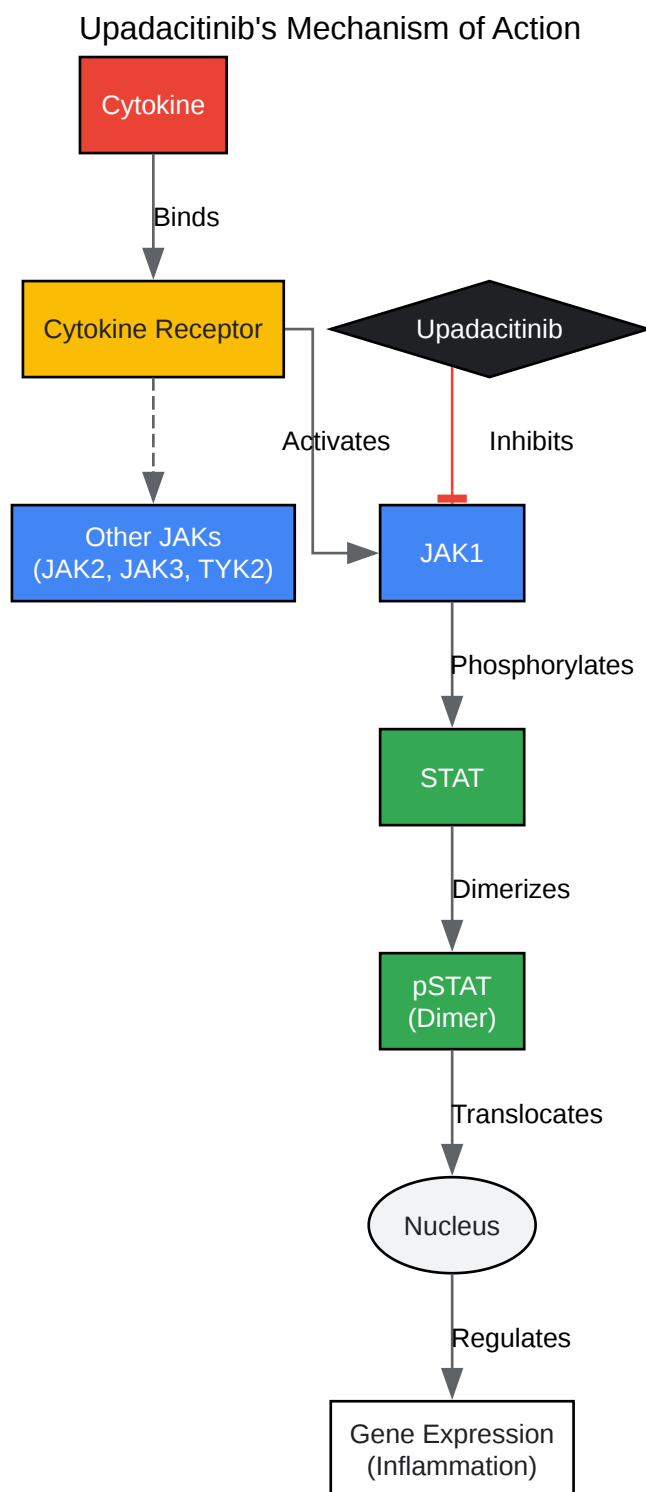 Upadacitinib's Mechanism of Action
Cytokine
Binds
Cytokine Receptor
Upadacitinib
Activates
Inhibits
Other JAKs
(JAK2, JAK3, TYK2)
JAK1
Phosphorylates
STAT
Dimerizes
pSTAT
(Dimer)
Translocates
Nucleus
Regulates
Gene Expression
(Inflammation)